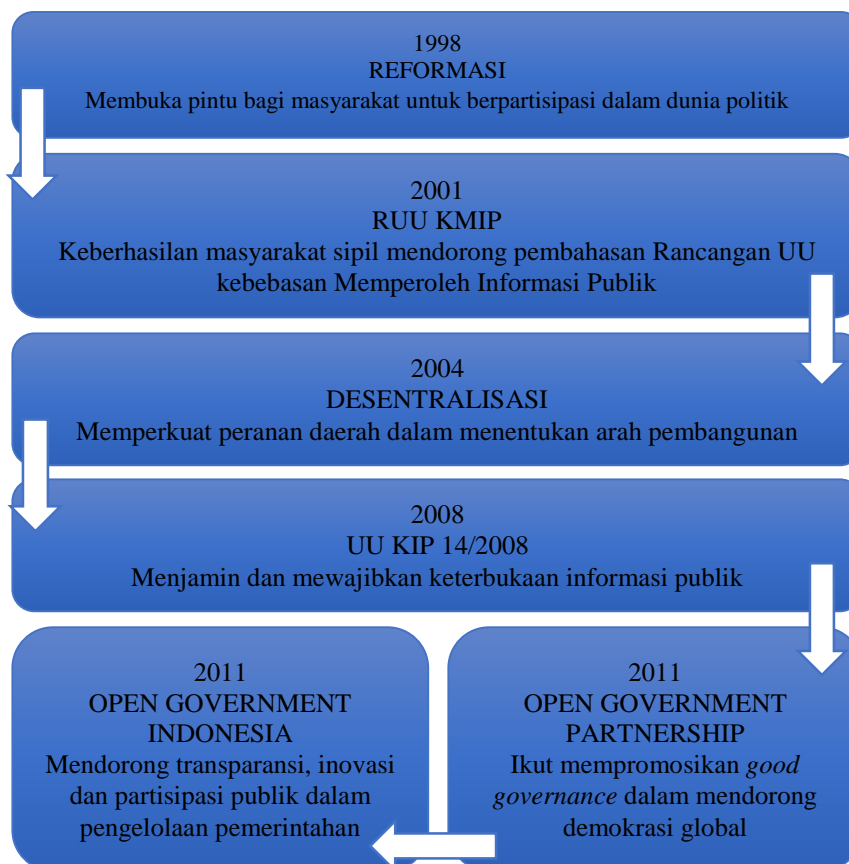 1998
REFORMASI
Membuka pintu bagi masyarakat untuk berpartisipasi dalam dunia politik
2001
RUU KMIP
Keberhasilan masyarakat sipil mendorong pembahasan Rancangan UU
kebebasan Memperoleh Informasi Publik
2004
DESENTRALISASI
Memperkuat peranan daerah dalam menentukan arah pembangunan
2008
UU KIP 14/2008
Menjamin dan mewajibkan keterbukaan informasi publik
2011
OPEN GOVERNMENT
INDONESIA
Mendorong transparansi, inovasi
dan partisipasi publik dalam
pengelolaan pemerintahan
2011
OPEN GOVERNMENT
PARTNERSHIP
Ikut mempromosikan good
governance dalam mendorong
demokrasi global